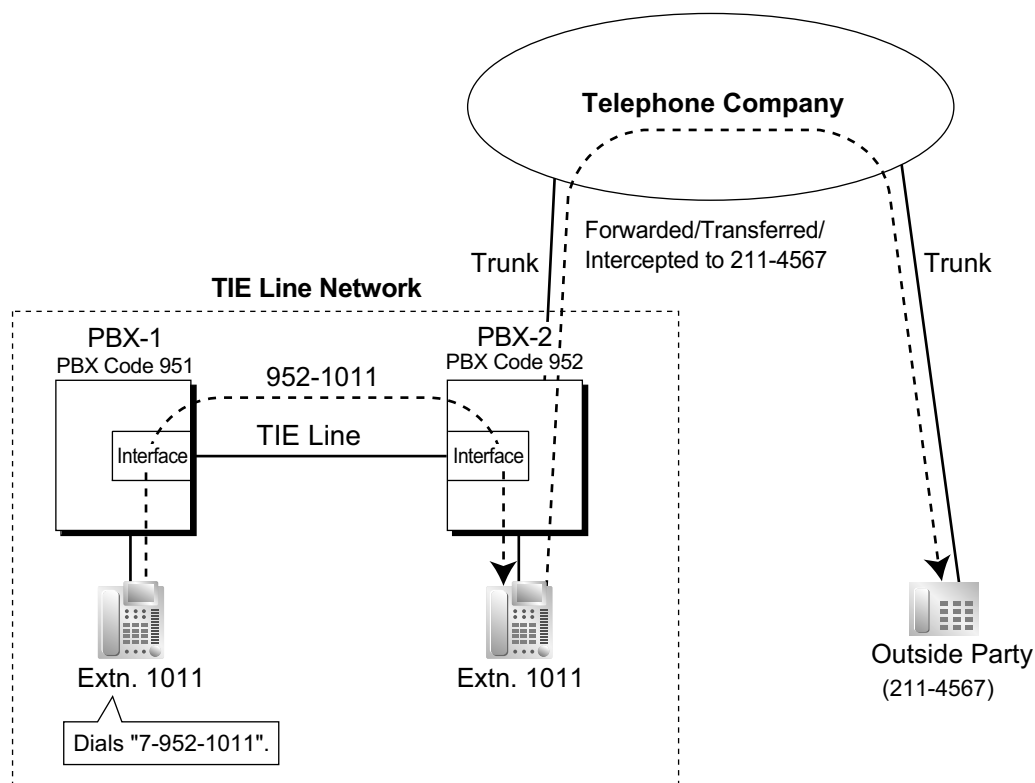 Telephone Company
Forwarded/Transferred/
Intercepted to 211-4567
Trunk
Trunk
TIE Line Network
PBX-1
PBX Code 951
PBX-2
PBX Code 952
952-1011
TIE Line
Interface
Interface
Extn. 1011
Extn. 1011
Outside Party
(211-4567)
Dials "7-952-1011".